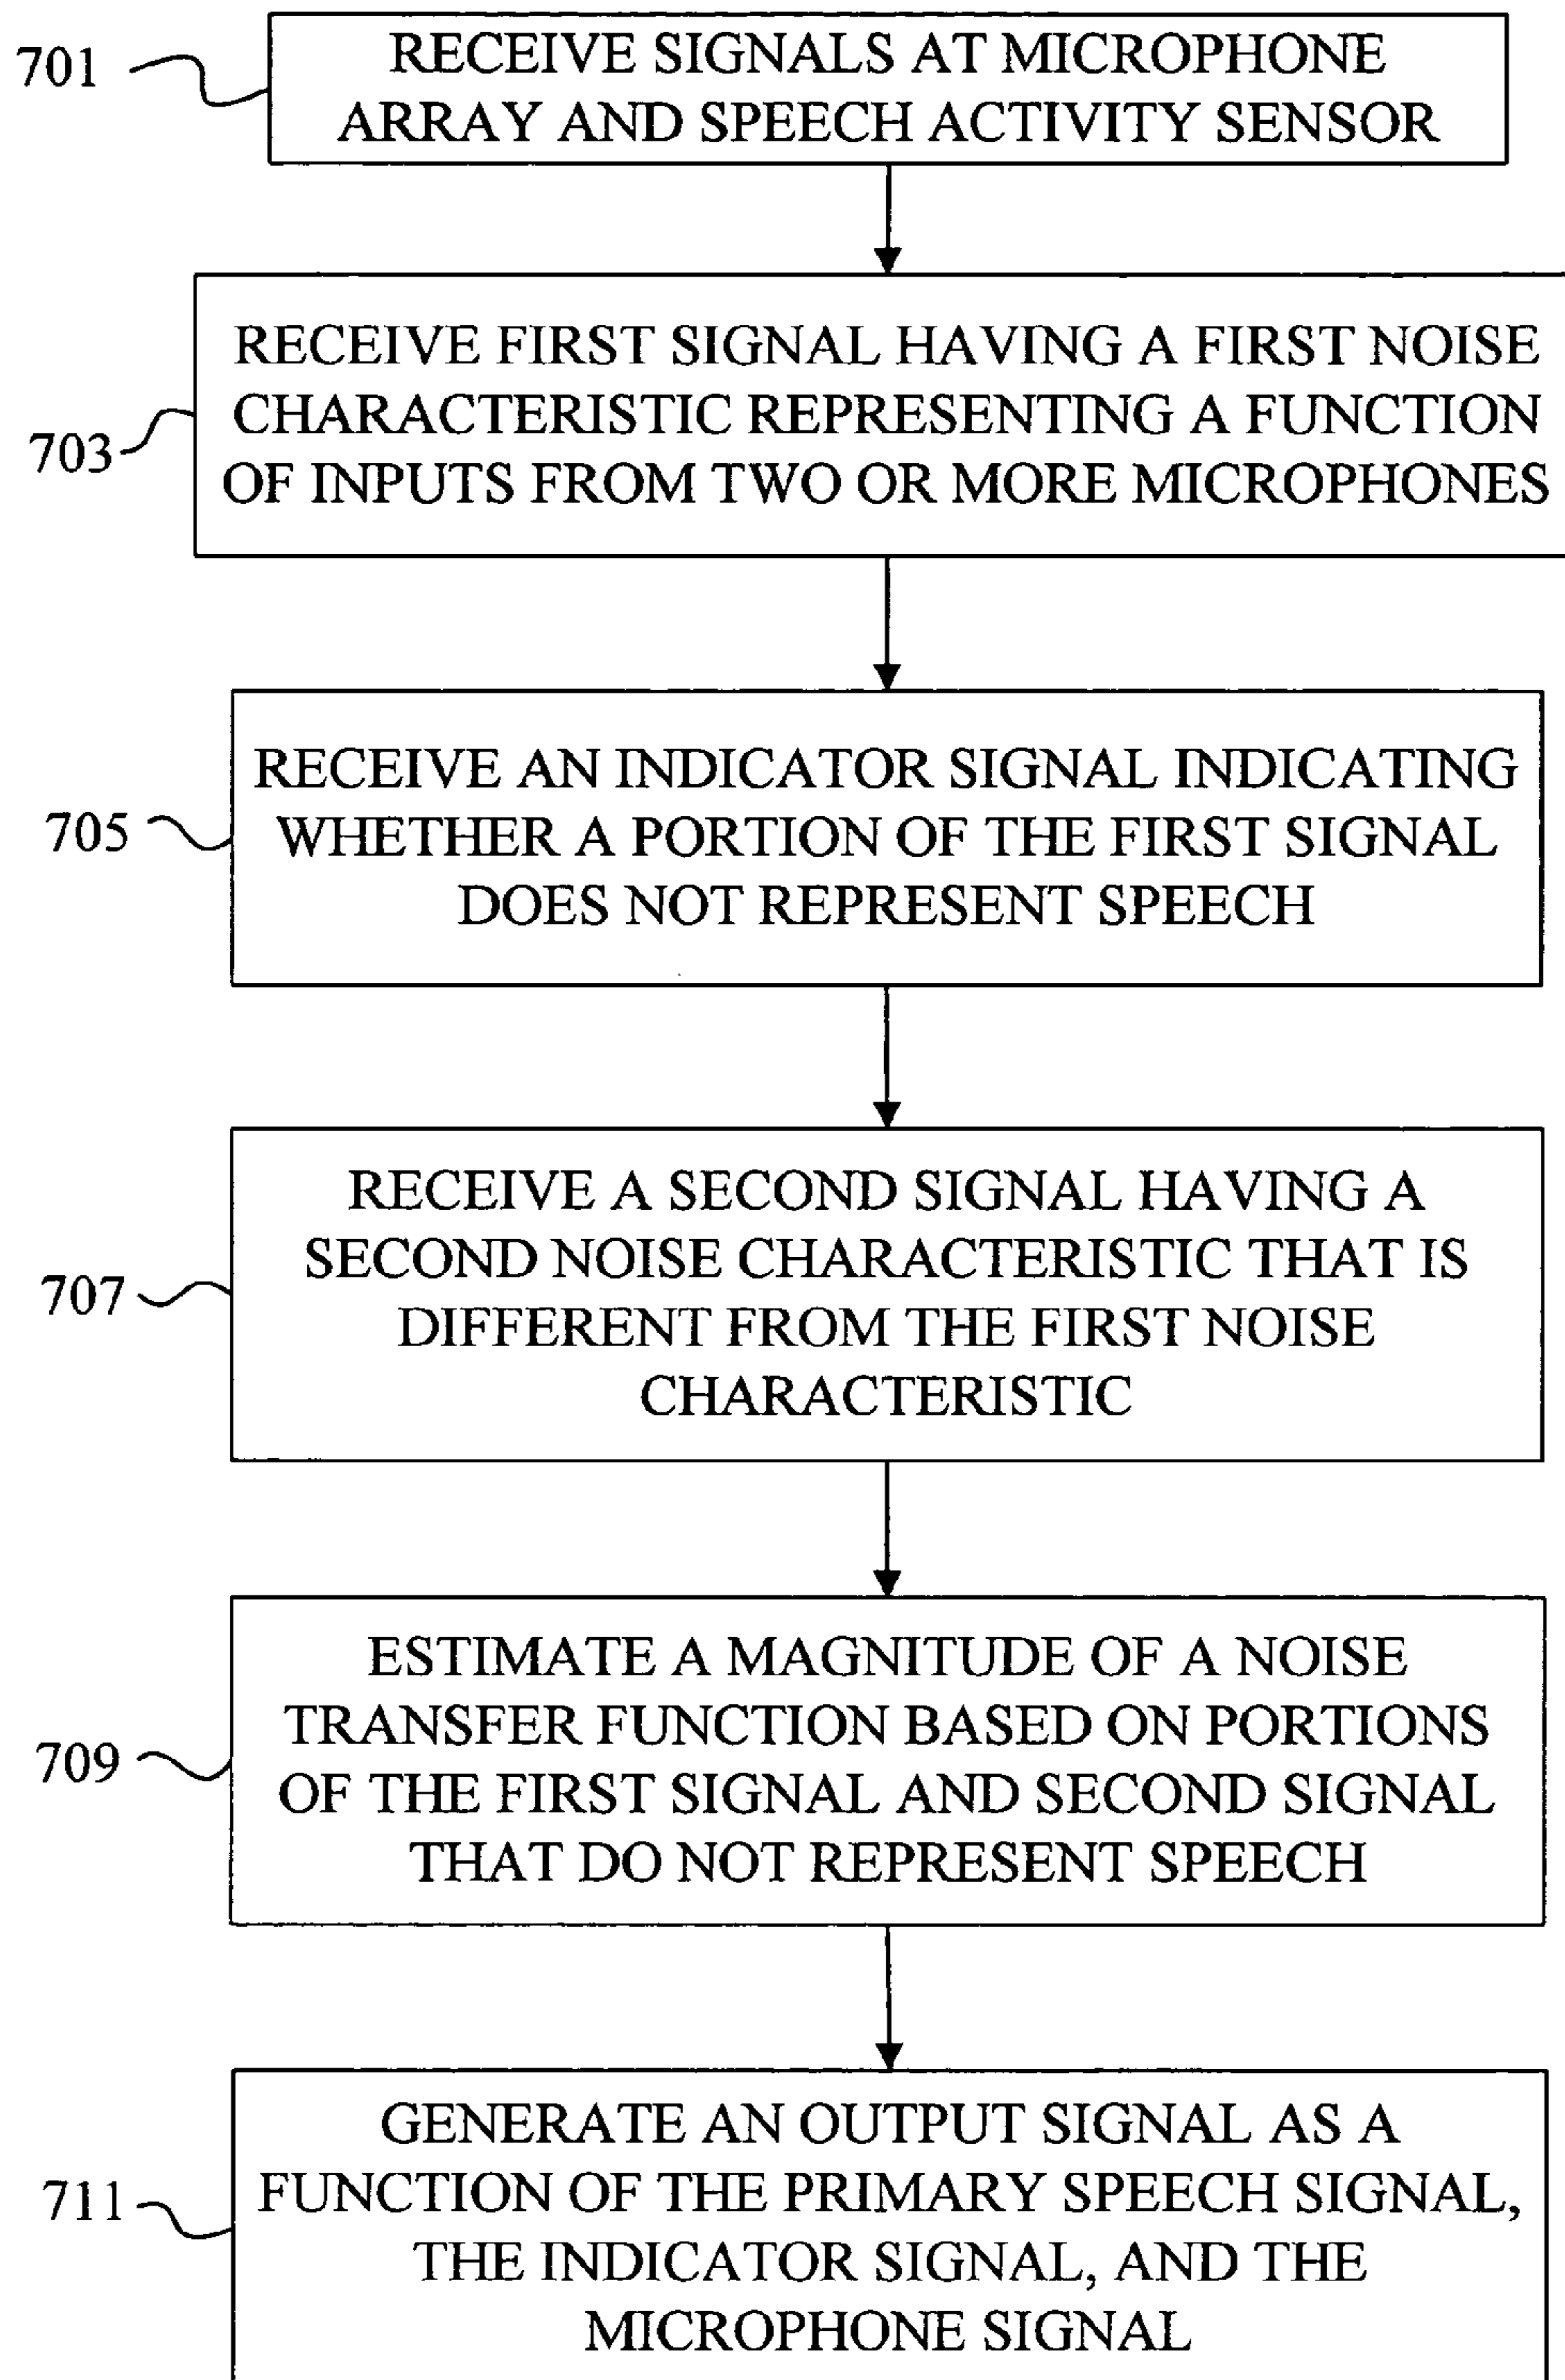 701
RECEIVE SIGNALS AT MICROPHONE
ARRAY AND SPEECH ACTIVITY SENSOR
703
RECEIVE FIRST SIGNAL HAVING A FIRST NOISE
CHARACTERISTIC REPRESENTING A FUNCTION
OF INPUTS FROM TWO OR MORE MICROPHONES
705
RECEIVE AN INDICATOR SIGNAL INDICATING
WHETHER A PORTION OF THE FIRST SIGNAL
DOES NOT REPRESENT SPEECH
707
RECEIVE A SECOND SIGNAL HAVING A
SECOND NOISE CHARACTERISTIC THAT IS
DIFFERENT FROM THE FIRST NOISE
CHARACTERISTIC
709
ESTIMATE A MAGNITUDE OF A NOISE
TRANSFER FUNCTION BASED ON PORTIONS
OF THE FIRST SIGNAL AND SECOND SIGNAL
THAT DO NOT REPRESENT SPEECH
711
GENERATE AN OUTPUT SIGNAL AS A
FUNCTION OF THE PRIMARY SPEECH SIGNAL,
THE INDICATOR SIGNAL, AND THE
MICROPHONE SIGNAL